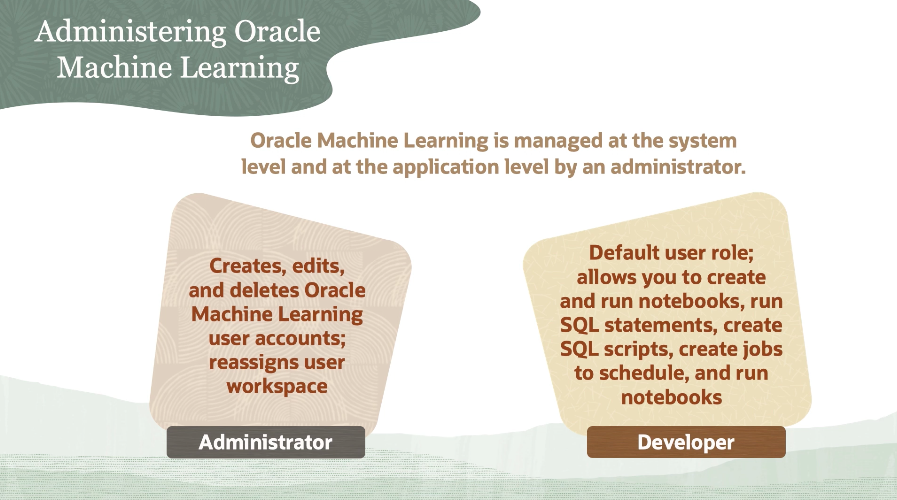 Administering Oracle
Machine Learning
Oracle Machine Learning is managed at the system
level and at the application level by an administrator.
Creates, edits,
and deletes Oracle
Machine Learning
user accounts;
reassigns user
workspace
Administrator
Default user role;
allows you to create
and run notebooks, run
SQL statements, create
SQL scripts, create jobs
to schedule, and run
notebooks
Developer